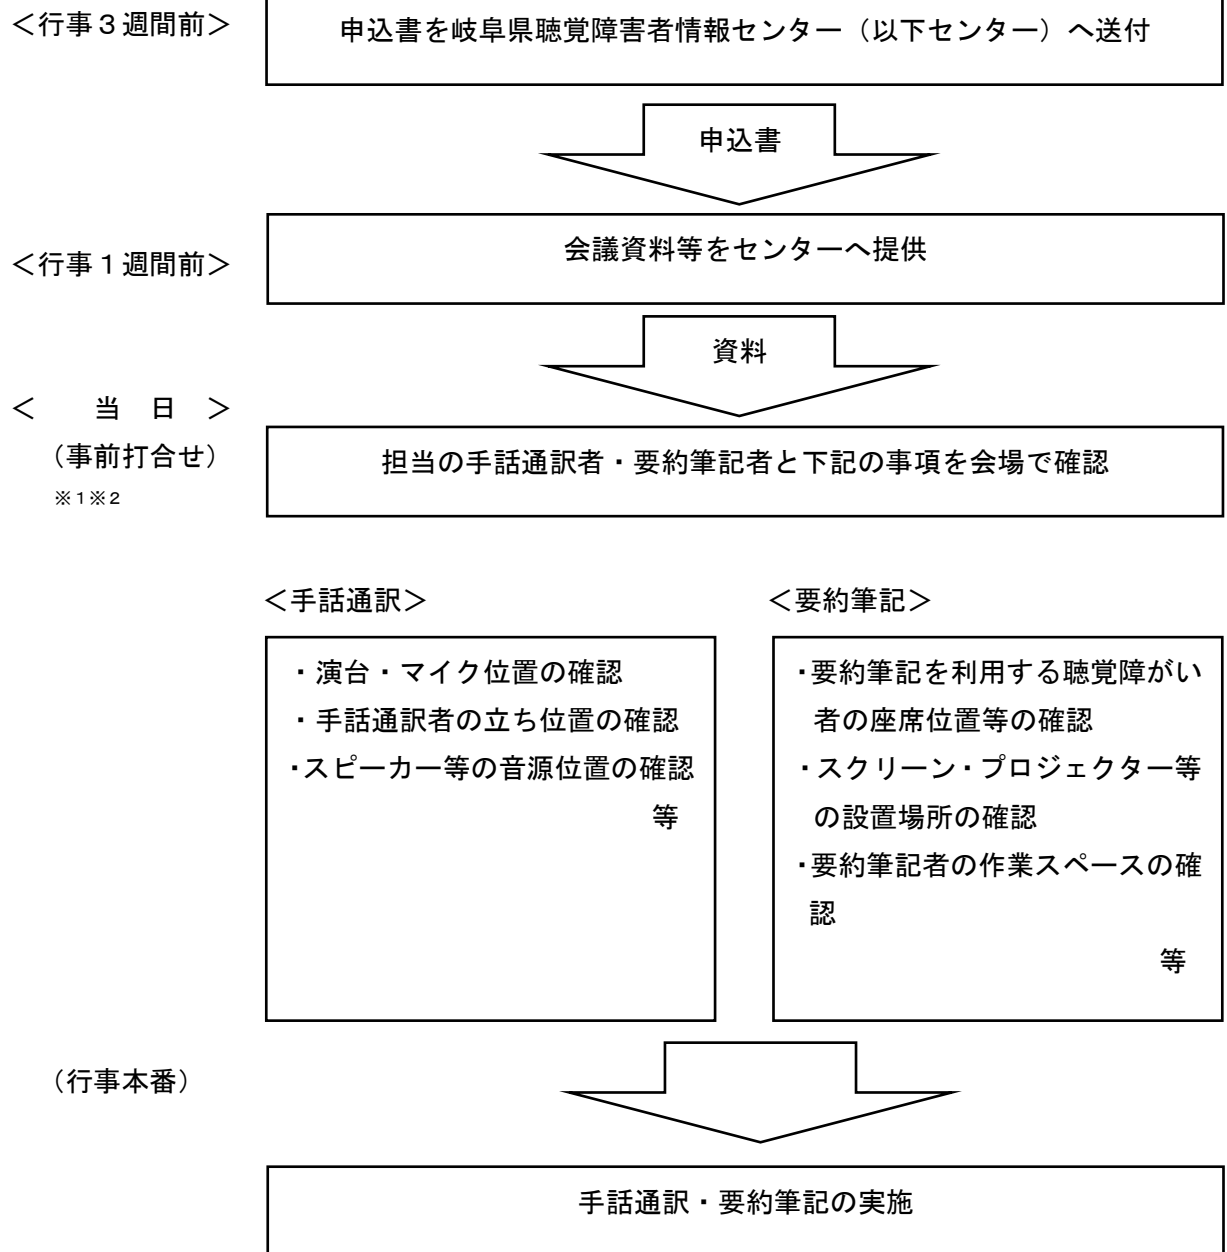 ＜行事３週間前＞
申込書を岐阜県聴覚障害者情報センター（以下センター）へ送付
申込書
＜行事１週間前＞
会議資料等をセンターへ提供
資料
＜　　当　日　＞
（事前打合せ）
※1※2
担当の手話通訳者・要約筆記者と下記の事項を会場で確認
＜手話通訳＞
・演台・マイク位置の確認
・手話通訳者の立ち位置の確認
・スピーカー等の音源位置の確認
等
＜要約筆記＞
・要約筆記を利用する聴覚障がい
者の座席位置等の確認
・スクリーン・プロジェクター等
の設置場所の確認
・要約筆記者の作業スペースの確
認
等
（行事本番）
手話通訳・要約筆記の実施